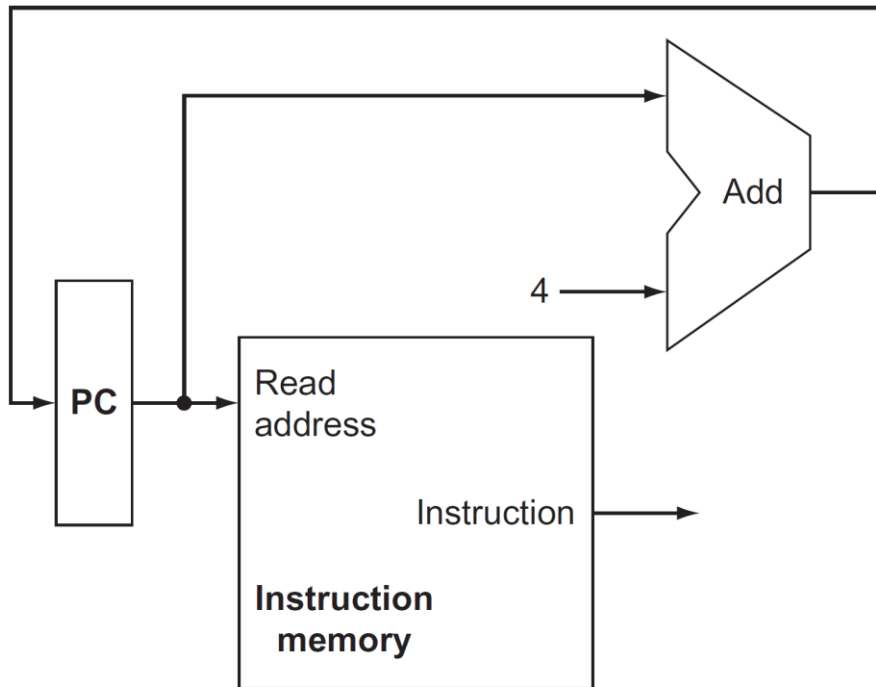 Add
4
PC
Read
address
Instruction
Instruction
memory